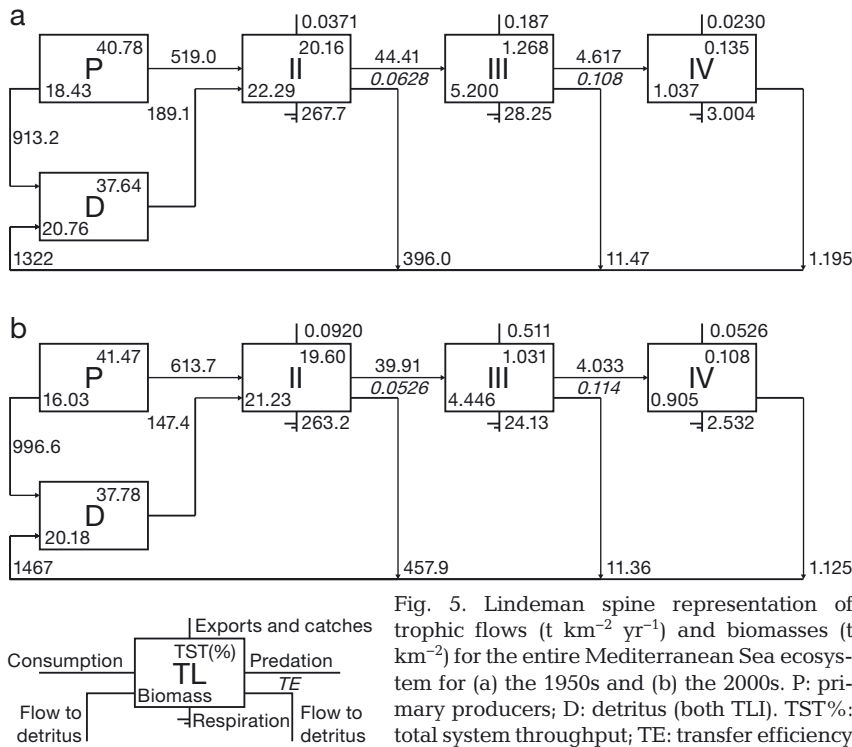 a
0.0371 0.187 0.0230
40.78 519.0 20.16 44.41 1.268 4.617 0.135
P II 0.0628 III 0.108 IV
18.43 22.29 5.200 1.037
189.1 267.7 28.25 3.004
913.2
37.64
D
20.76
1322 396.0 11.47 1.195
b
0.0920 0.511 0.0526
41.47 613.7 19.60 39.91 1.031 4.033 0.108
P II 0.0526 III 0.114 IV
16.03 21.23 4.446 0.905
147.4 263.2 24.13 2.532
996.6
37.78
D
20.18
1467 457.9 11.36 1.125
Exports and catches
TST(%)
Consumption TL Predation
TE
Biomass
Flow to detritus
Respiration
Flow to detritus
Fig. 5. Lindeman spine representation of
trophic flows (t km⁻² yr⁻¹) and biomasses (t
km⁻²) for the entire Mediterranean Sea ecosys-
tem for (a) the 1950s and (b) the 2000s. P: pri-
mary producers; D: detritus (both TLI). TST%:
total system throughput; TE: transfer efficiency